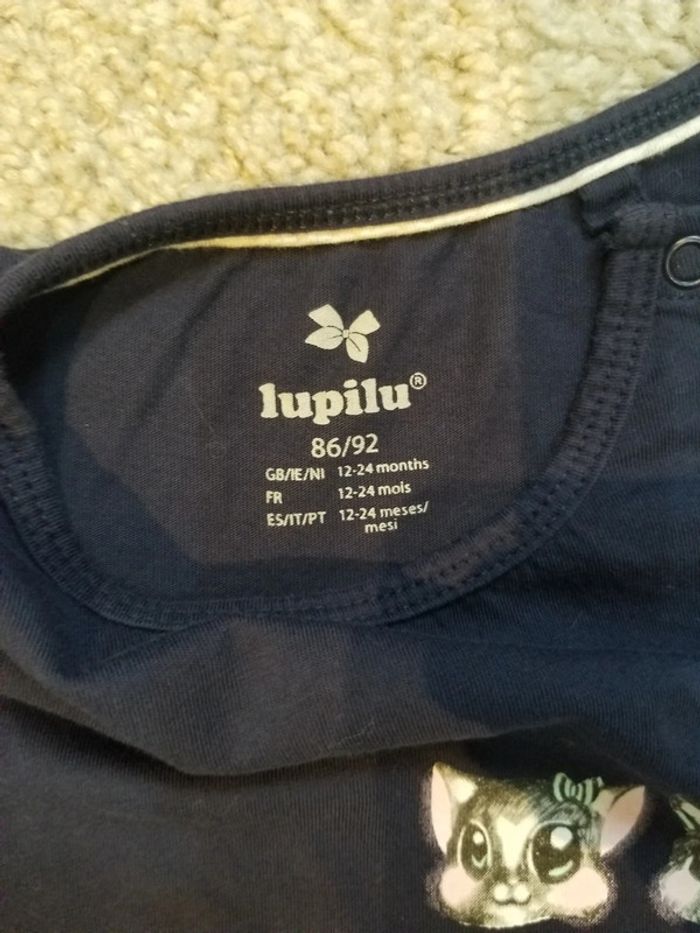 lupilu®
86/92
GB/IE/NI 12-24 months
FR 12-24 mois
ES/IT/PT 12-24 meses/
mesi